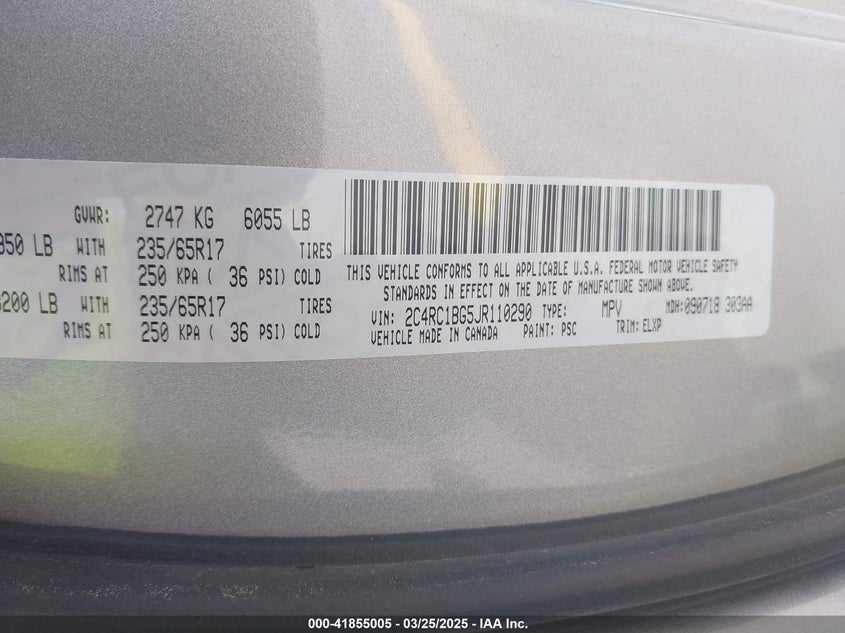 GVWR: 2747 KG 6055 LB
950 LB WITH 235/65R17 TIRES
RIMS AT 250 KPA ( 36 PSI) COLD
200 LB WITH 235/65R17 TIRES
RIMS AT 250 KPA ( 36 PSI) COLD
THIS VEHICLE CONFORMS TO ALL APPLICABLE U.S.A. FEDERAL MOTOR VEHICLE SAFETY
STANDARDS IN EFFECT ON THE DATE OF MANUFACTURE SHOWN ABOVE.
VIN: 2C4RC1BG5JR110290 TYPE: MPV MDH:090718 303AA
VEHICLE MADE IN CANADA PAINT: PSC TRIM: ELXP
000-41855005 - 03/25/2025 - IAA Inc.